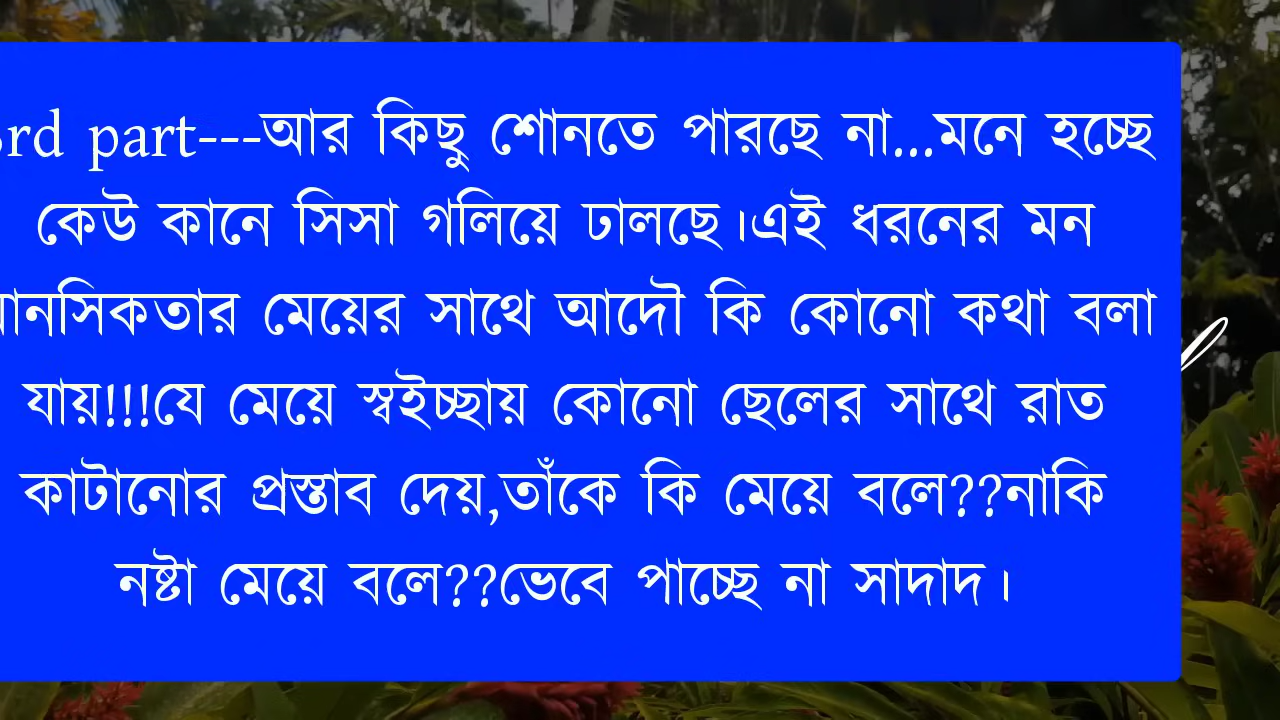 rd part---আর কিছু শোনতে পারছে না...মনে হচ্ছে
কেউ কানে সিসা গলিয়ে ঢালছে।এই ধরনের মন
মানসিকতার মেয়ের সাথে আদৌ কি কোনো কথা বলা
যায়!!!যে মেয়ে স্বইচ্ছায় কোনো ছেলের সাথে রাত
কাটানোর প্রস্তাব দেয়,তাঁকে কি মেয়ে বলে??নাকি
নষ্টা মেয়ে বলে??ভেবে পাচ্ছে না সাদাদ।